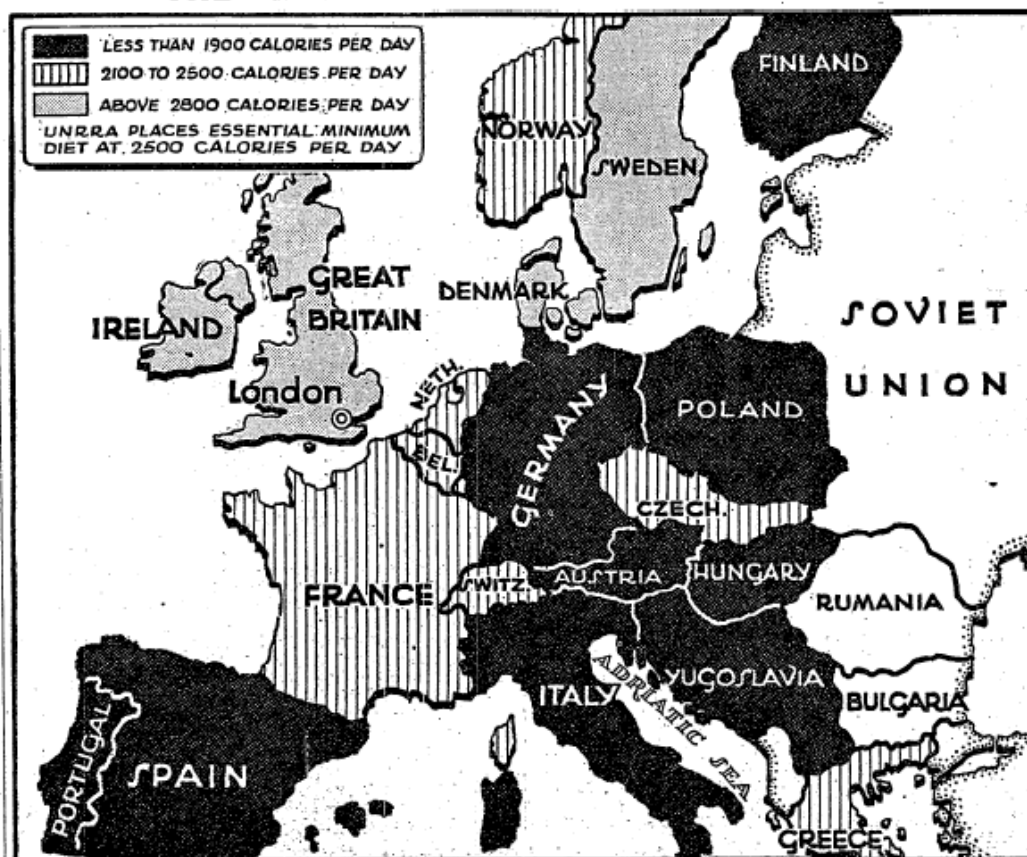 LESS THAN 1900 CALORIES PER DAY
2100 TO 2500 CALORIES PER DAY
ABOVE 2800 CALORIES PER DAY
UNRRA PLACES ESSENTIAL MINIMUM
DIET AT 2500 CALORIES PER DAY
FINLAND
NORWAY
SWEDEN
GREAT
BRITAIN
DENMARK
IRELAND
SOVIET
UNION
London
NETH.
BEL.
GERMANY
POLAND
CZECH.
FRANCE
SWITZ.
AUSTRIA
HUNGARY
RUMANIA
ITALY
ADRIATIC SEA
YUGOSLAVIA
BULGARIA
PORTUGAL
SPAIN
GREECE